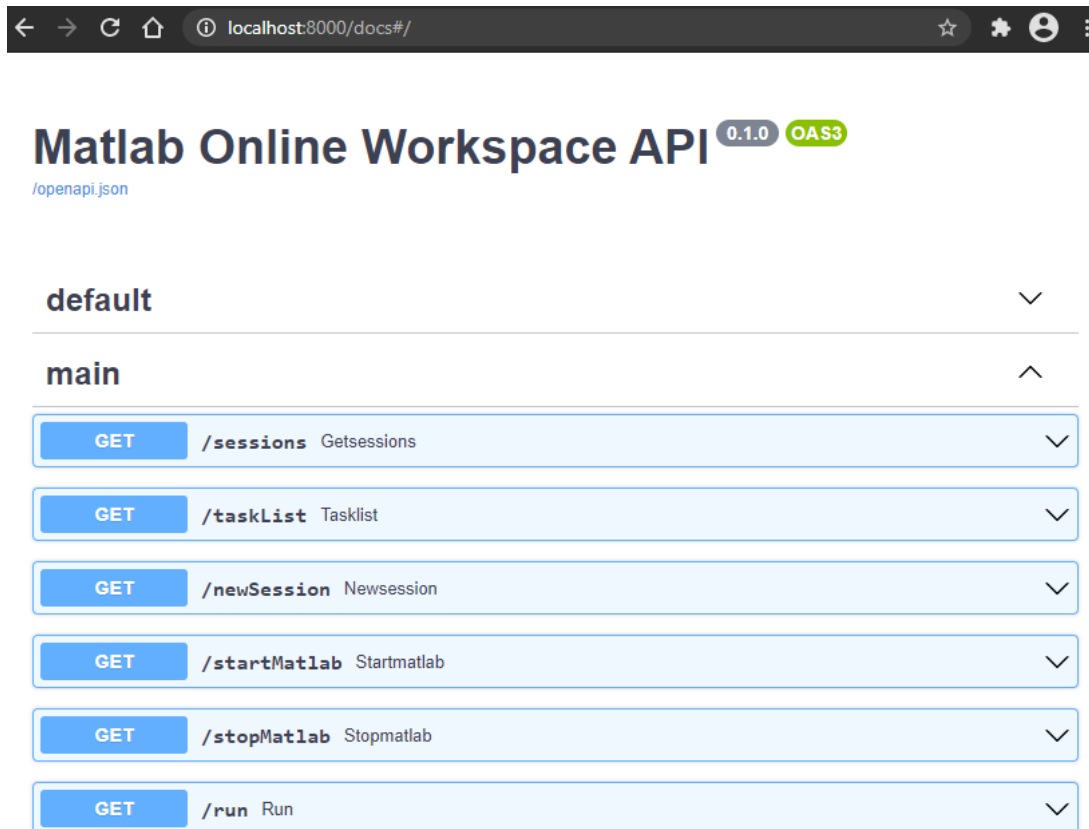 localhost:8000/docs#/
Matlab Online Workspace API 0.1.0 OAS3
/openapi.json
default
main
GET /sessions Getsessions
GET /taskList Tasklist
GET /newSession Newsession
GET /startMatlab Startmatlab
GET /stopMatlab Stopmatlab
GET /run Run